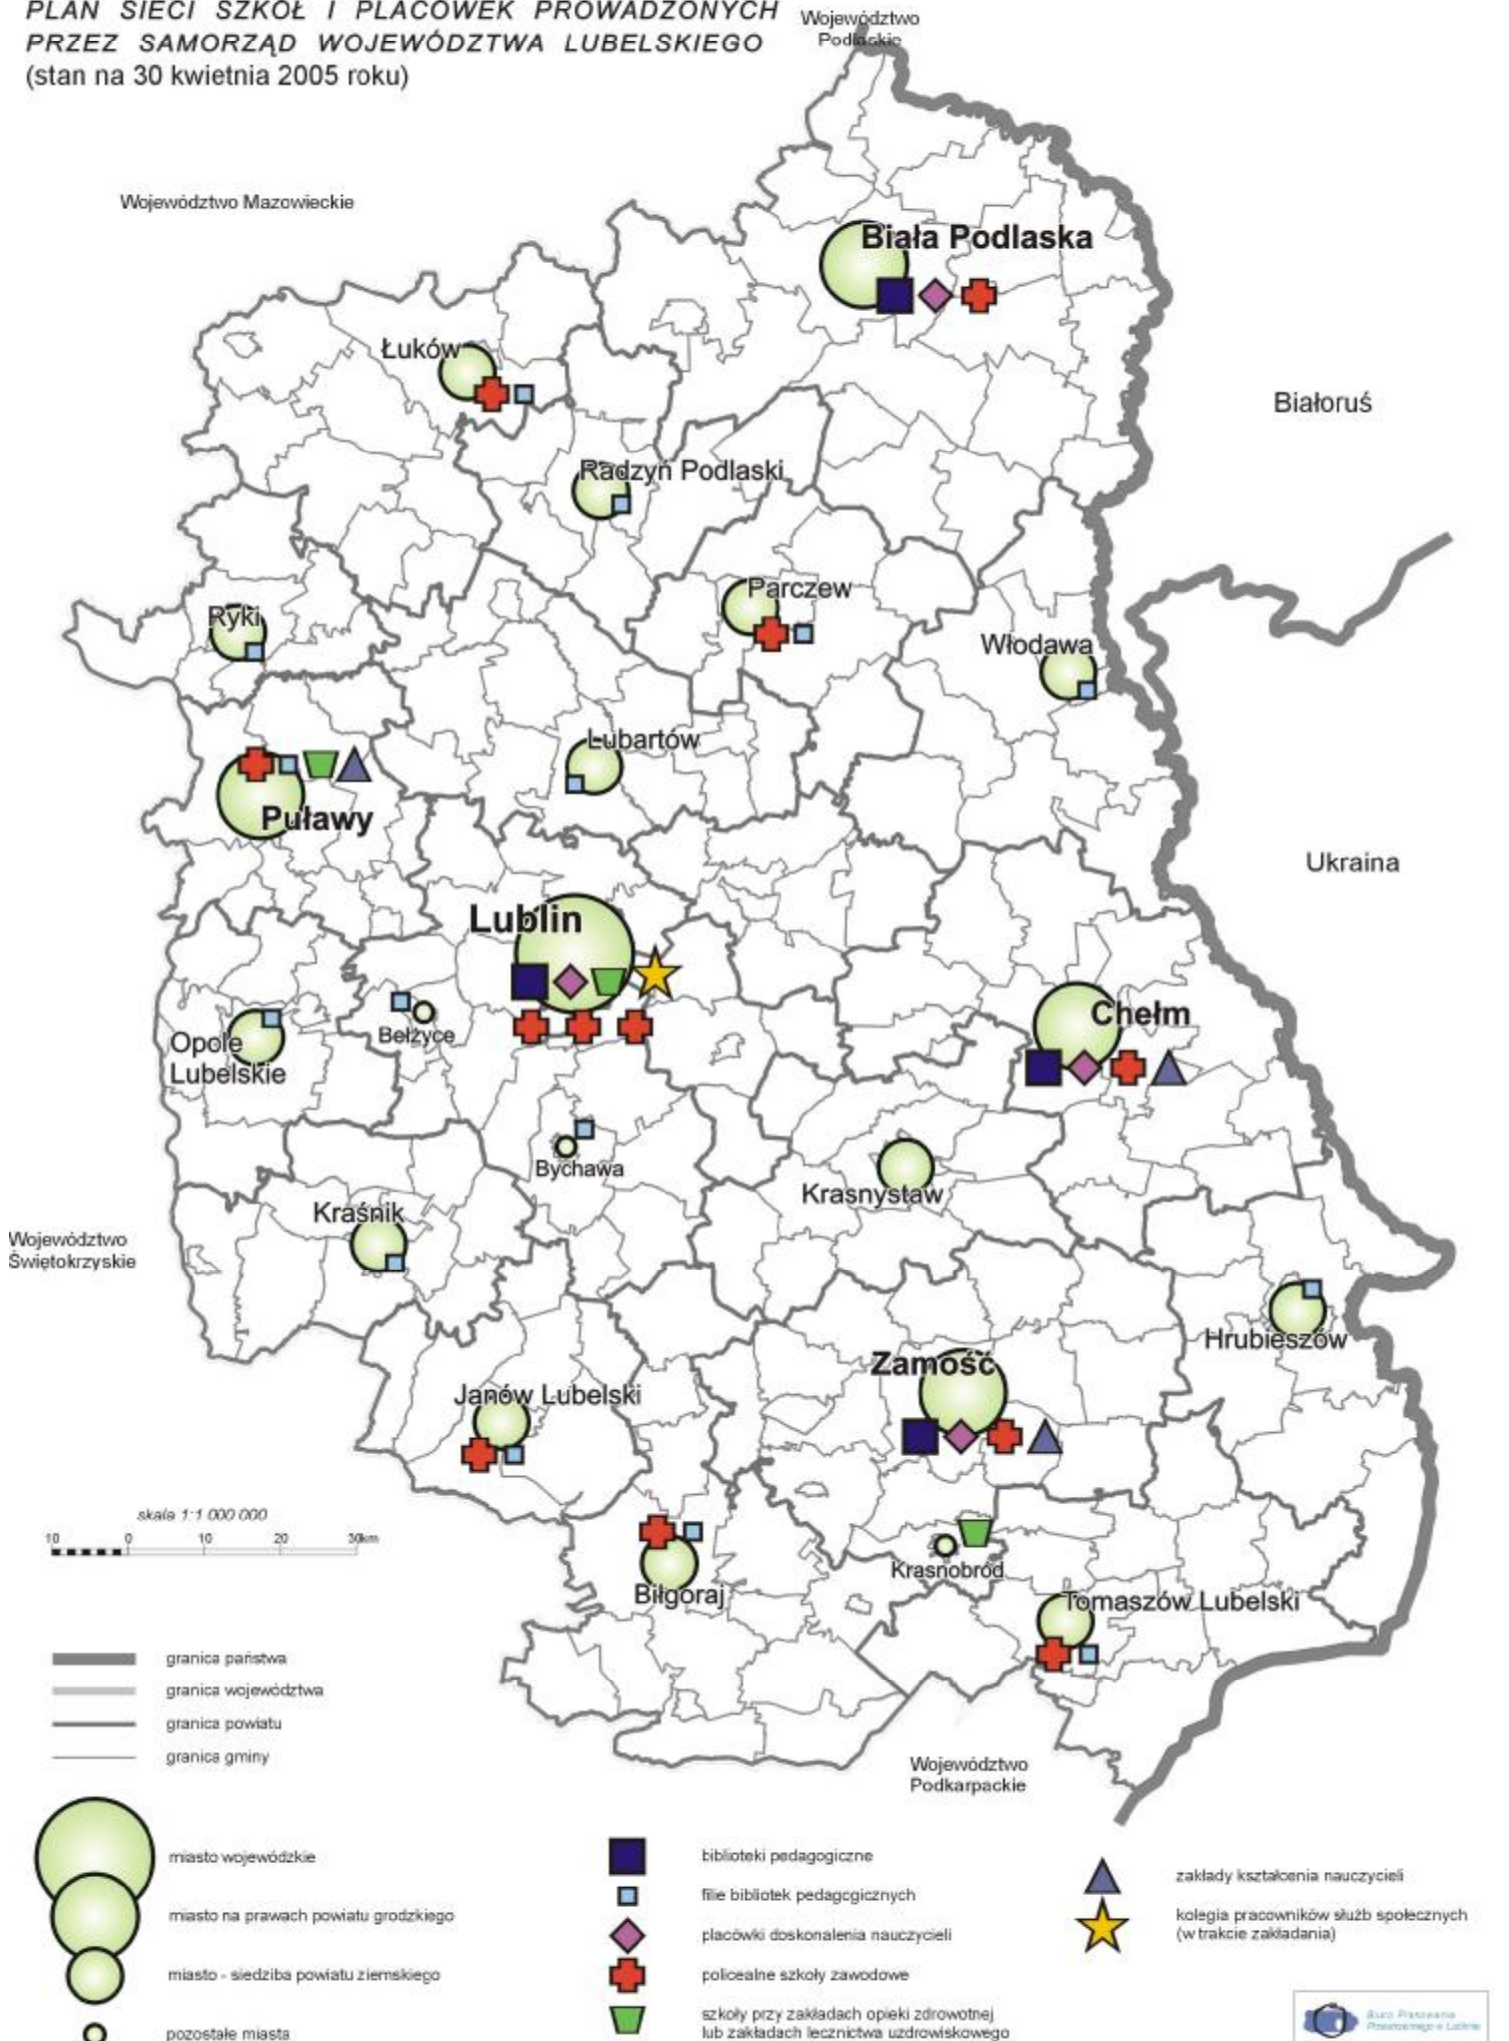 PLAN SIECI SZKÓŁ I PLACÓWEK PROWADZONYCH
PRZEZ SAMORZĄD WOJEWÓDZTWA LUBELSKIEGO
(stan na 30 kwietnia 2005 roku)
Województwo
Podlaskie
Województwo Mazowieckie
Biała Podlaska
Łuków
Białoruś
Radzyń Podlaski
Parczew
Ryki
Włodawa
Lubartów
Puławy
Ukraina
Lublin
Chełm
Opole
Lubelskie
Bełżyce
Bychawa
Krasnystaw
Kraśnik
Województwo
Świętokrzyskie
Hrubieszów
Zamość
Janów Lubelski
skala 1:1 000 000
10 0 10 20 30km
Krasnobród
Biłgoraj
Tomaszów Lubelski
granica państwa
granica województwa
granica powiatu
granica gminy
Województwo
Podkarpackie
miasto wojewódzkie
miasto na prawach powiatu grodzkiego
miasto - siedziba powiatu ziemskiego
pozostałe miasta
biblioteki pedagogiczne
filie bibliotek pedagogicznych
placówki doskonalenia nauczycieli
policealne szkoły zawodowe
szkoły przy zakładach opieki zdrowotnej
lub zakładach lecznictwa uzdrowiskowego
zakłady kształcenia nauczycieli
kolegia pracowników służb społecznych
(w trakcie zakładania)
Biuro Planowania
Przestrzennego w Lublinie